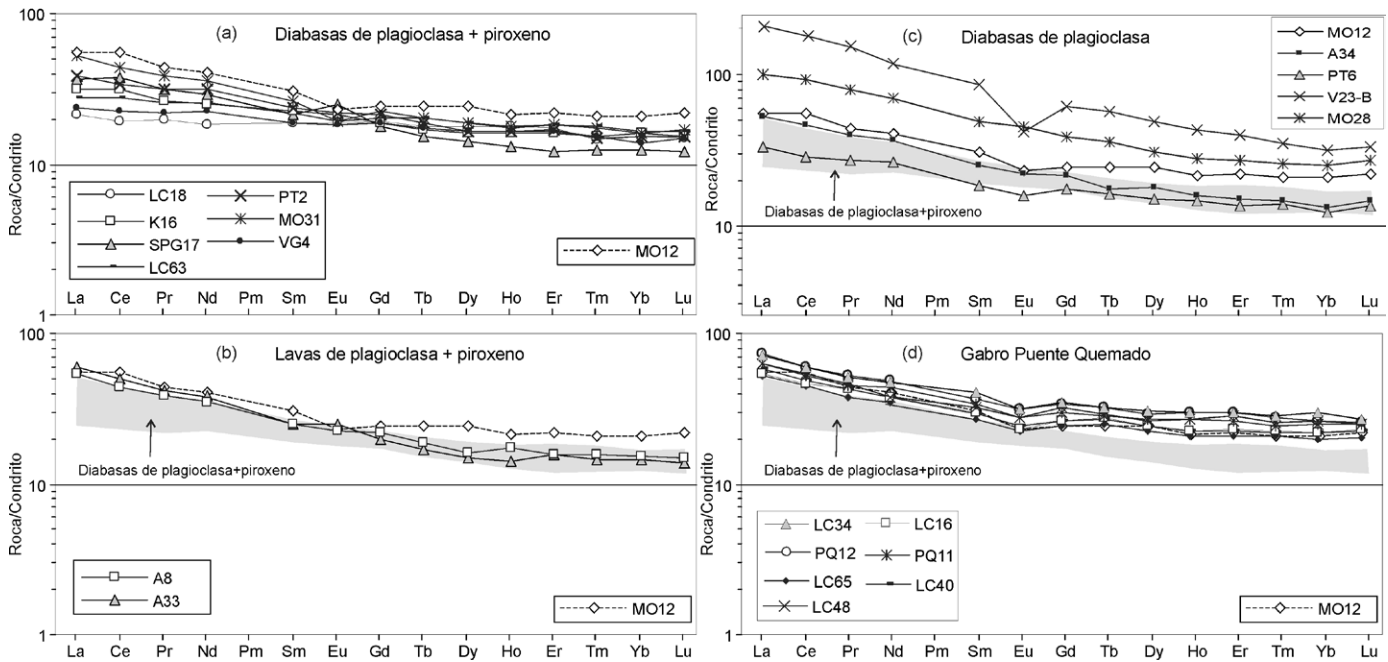 (a) Diabasas de plagioclasa + piroxeno
Roca/Condrito
100
10
1
LC18
K16
SPG17
LC63
PT2
MO31
VG4
MO12
La Ce Pr Nd Pm Sm Eu Gd Tb Dy Ho Er Tm Yb Lu
(c) Diabasas de plagioclasa
Roca/Condrito
100
10
MO12
A34
PT6
V23-B
MO28
Diabasas de plagioclasa+piroxeno
La Ce Pr Nd Pm Sm Eu Gd Tb Dy Ho Er Tm Yb Lu
(b) Lavas de plagioclasa + piroxeno
Roca/Condrito
100
10
1
Diabasas de plagioclasa+piroxeno
A8
A33
MO12
La Ce Pr Nd Pm Sm Eu Gd Tb Dy Ho Er Tm Yb Lu
(d) Gabro Puente Quemado
Roca/Condrito
100
10
1
Diabasas de plagioclasa+piroxeno
LC34
PQ12
LC65
LC48
LC16
PQ11
LC40
MO12
La Ce Pr Nd Pm Sm Eu Gd Tb Dy Ho Er Tm Yb Lu